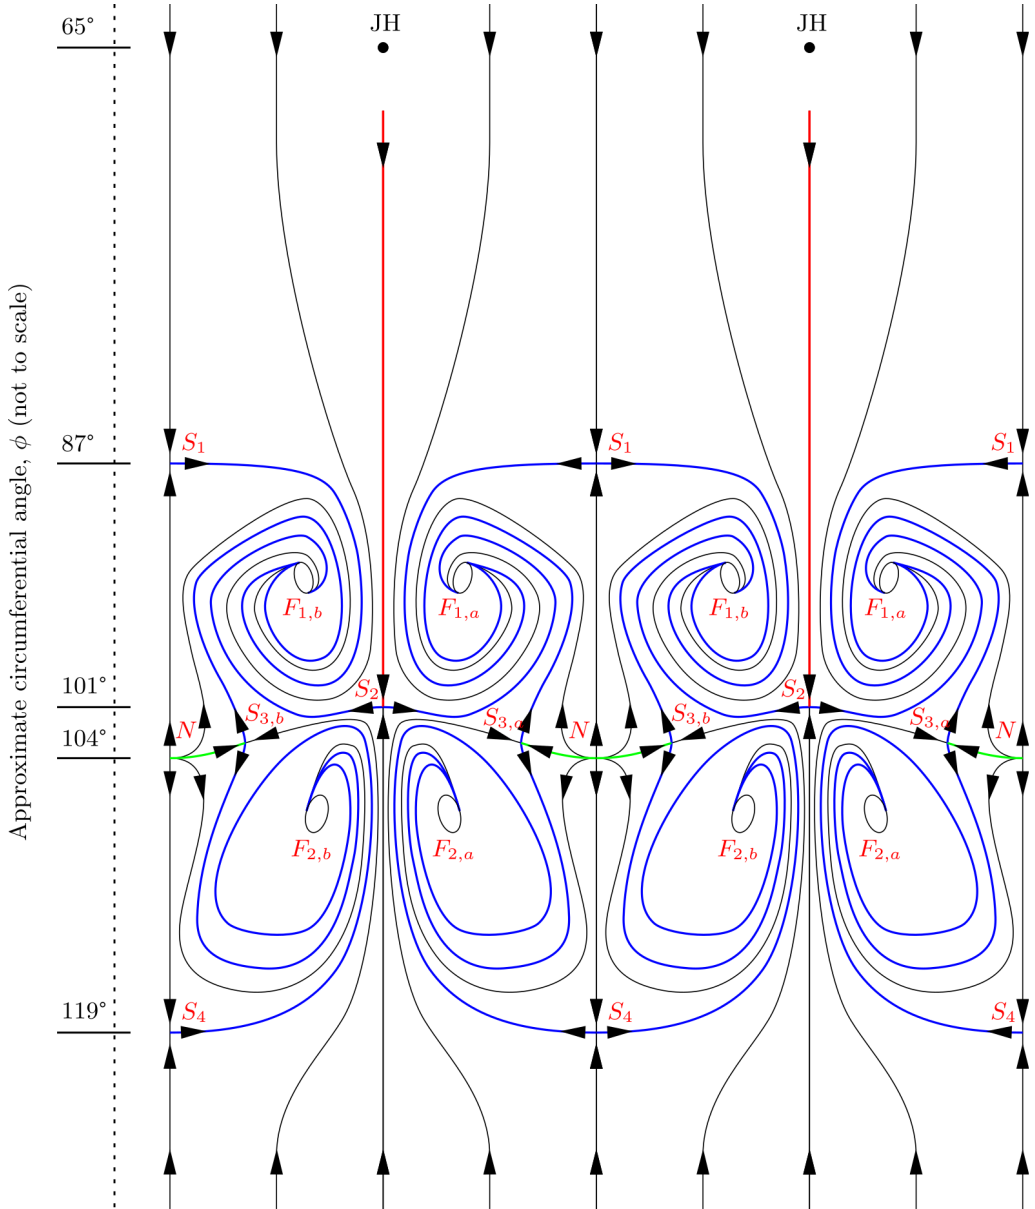 65°
JH
JH
Approximate circumferential angle, ϕ (not to scale)
87°
S₁
S₁
S₁
F₁,b
F₁,a
F₁,b
F₁,a
101°
S₂
S₂
N
S₃,b
S₃,a
N
S₃,b
S₃,a
N
104°
F₂,b
F₂,a
F₂,b
F₂,a
119°
S₄
S₄
S₄